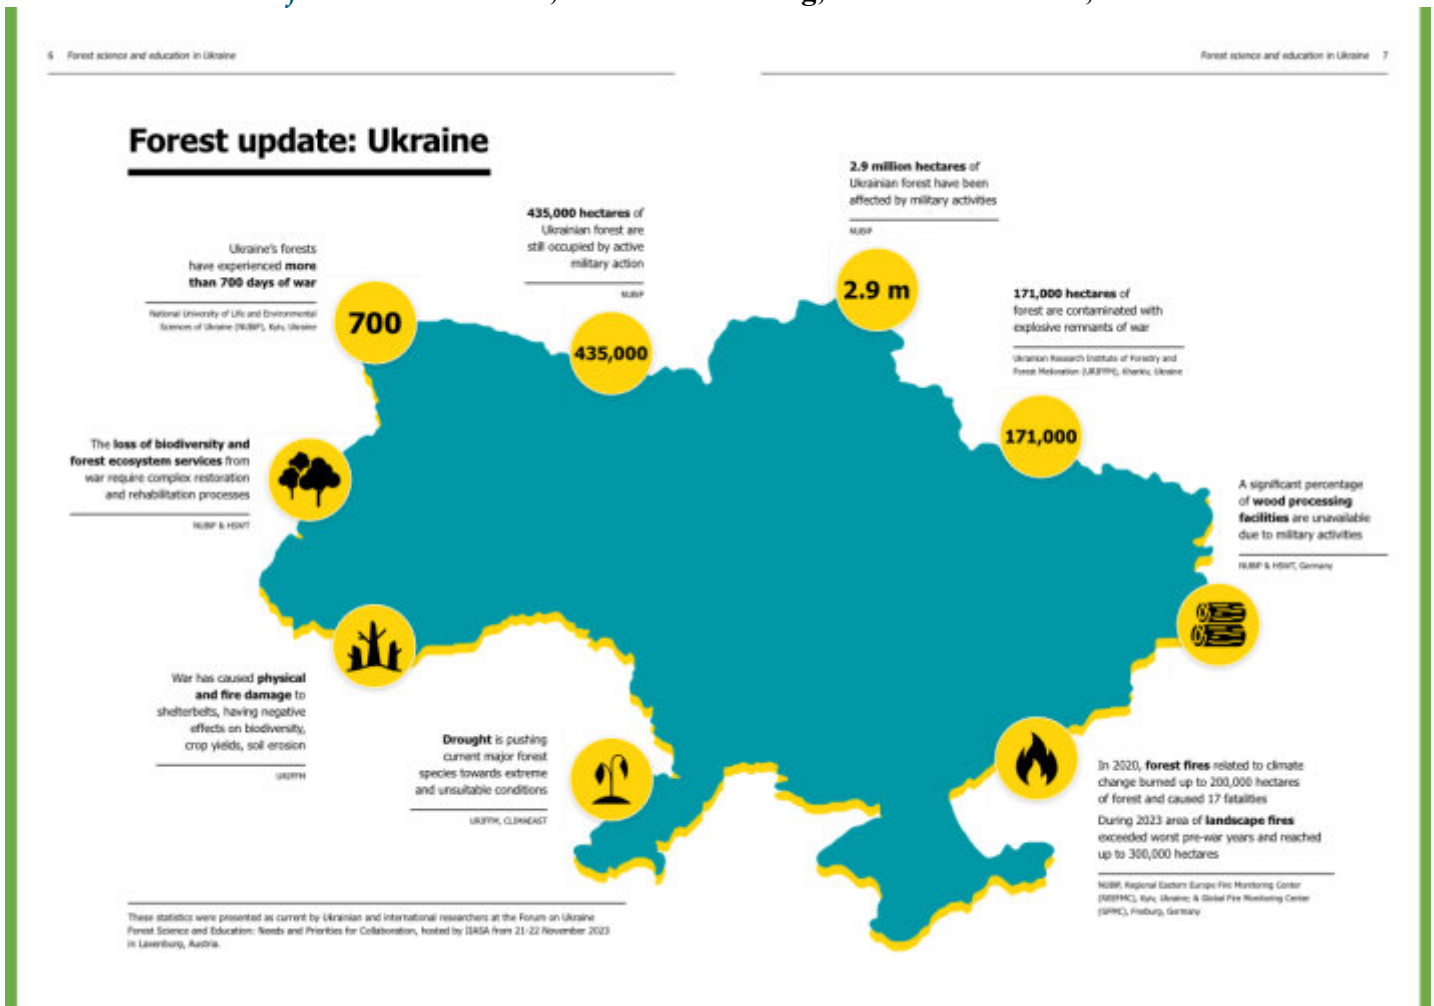 6 Forest science and education in Ukraine
Forest science and education in Ukraine 7
Forest update: Ukraine
Ukraine's forests
have experienced more
than 700 days of war
National University of Life and Environmental
Sciences of Ukraine (NUBiP), Kyiv, Ukraine
700
435,000 hectares of
Ukrainian forest are
still occupied by active
military action
NUBiP
435,000
2.9 million hectares of
Ukrainian forest have been
affected by military activities
NUBiP
2.9 m
171,000 hectares of
forest are contaminated with
explosive remnants of war
Ukrainian Research Institute of Forestry and
Forest Melioration (URIFFM), Kharkiv, Ukraine
171,000
The loss of biodiversity and
forest ecosystem services from
war require complex restoration
and rehabilitation processes
NUBiP & HSWT
A significant percentage
of wood processing
facilities are unavailable
due to military activities
NUBiP & HSWT, Germany
War has caused physical
and fire damage to
shelterbelts, having negative
effects on biodiversity,
crop yields, soil erosion
URIFFM
Drought is pushing
current major forest
species towards extreme
and unsuitable conditions
URIFFM, CLIMAEAST
In 2020, forest fires related to climate
change burned up to 200,000 hectares
of forest and caused 17 fatalities
During 2023 area of landscape fires
exceeded worst pre-war years and reached
up to 300,000 hectares
NUBiP, Regional Eastern Europe Fire Monitoring Center
(REEFMC), Kyiv, Ukraine; & Global Fire Monitoring Center
(GFMC), Freiburg, Germany
These statistics were presented as current by Ukrainian and international researchers at the Forum on Ukraine
Forest Science and Education: Needs and Priorities for Collaboration, hosted by IIASA from 21-22 November 2023
in Laxenburg, Austria.